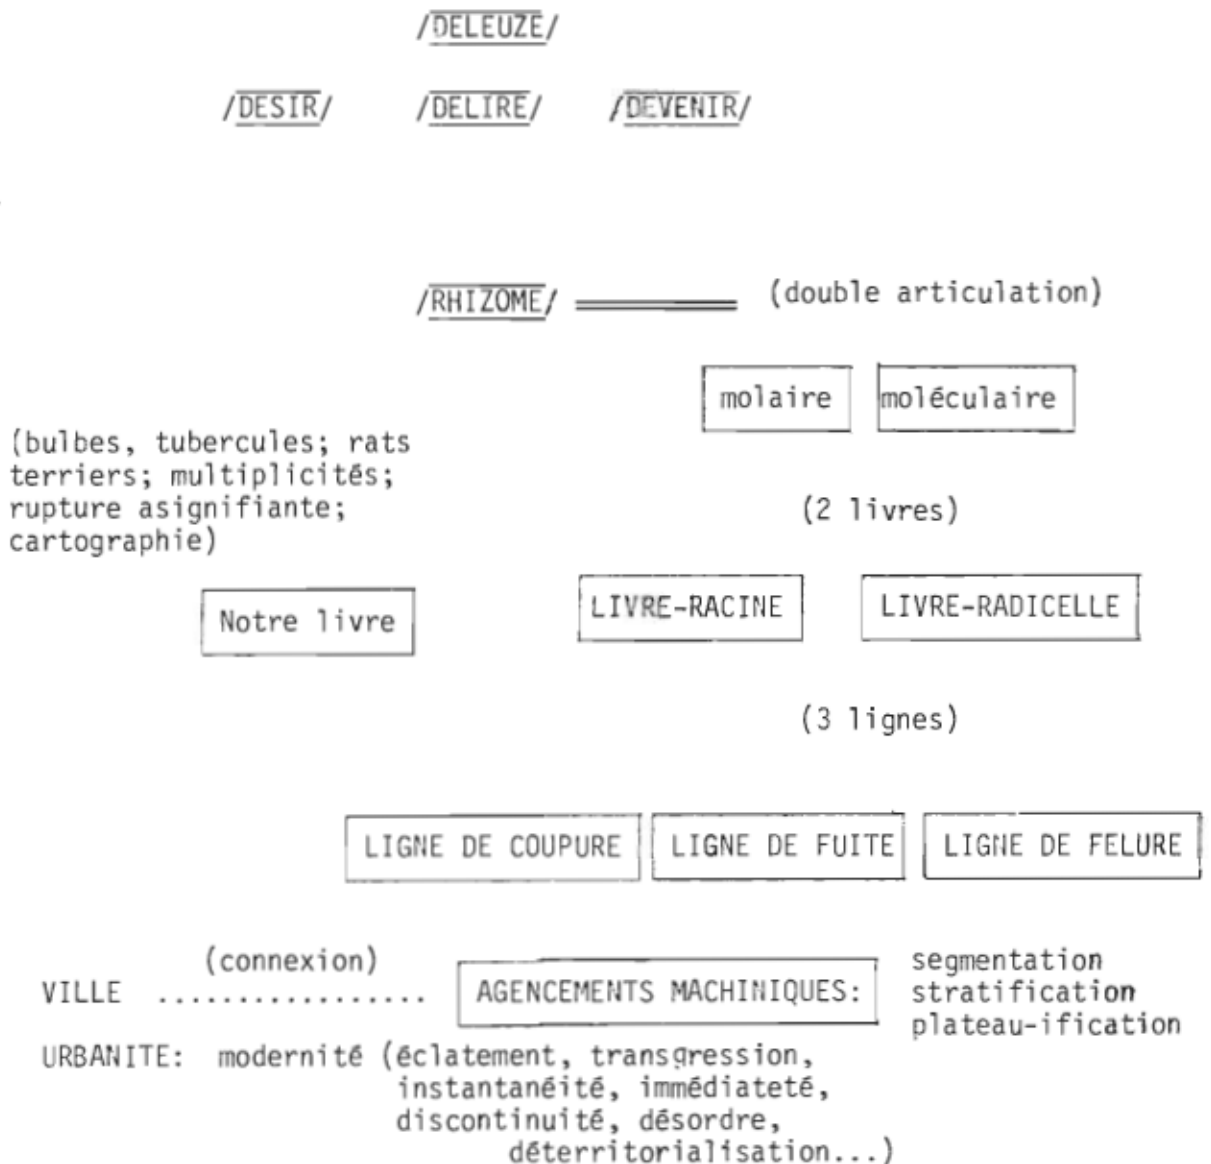 /DELEUZE/
/DESIR/ /DELIRE/ /DEVENIR/
/RHIZOME/ (double articulation)
molaire moléculaire
(bulbes, tubercules; rats
terriers; multiplicités;
rupture asignifiante;
cartographie)
(2 livres)
Notre livre LIVRE-RACINE LIVRE-RADICELLE
(3 lignes)
LIGNE DE COUPURE LIGNE DE FUITE LIGNE DE FELURE
(connexion)
VILLE ................. AGENCEMENTS MACHINIQUES:
segmentation
stratification
plateau-ification
URBANITE: modernité (éclatement, transgression,
instantanéité, immédiateté,
discontinuité, désordre,
déterritorialisation...)